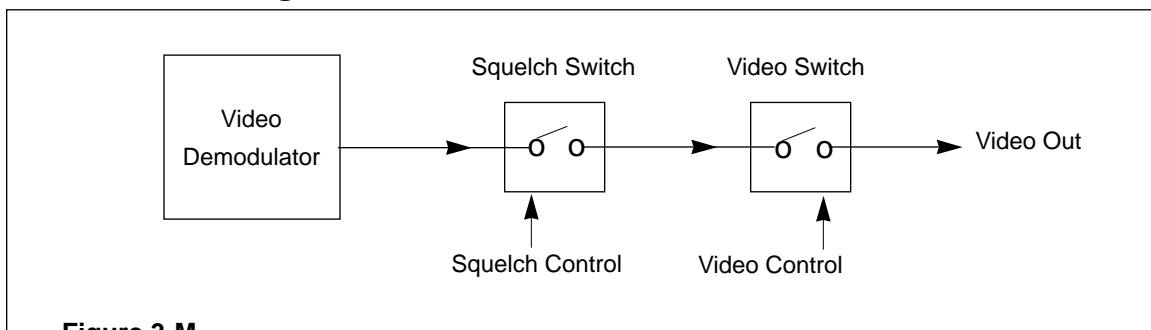 Squelch Switch Video Switch
Video
Demodulator
Video Out
Squelch Control Video Control
Figure 3-M